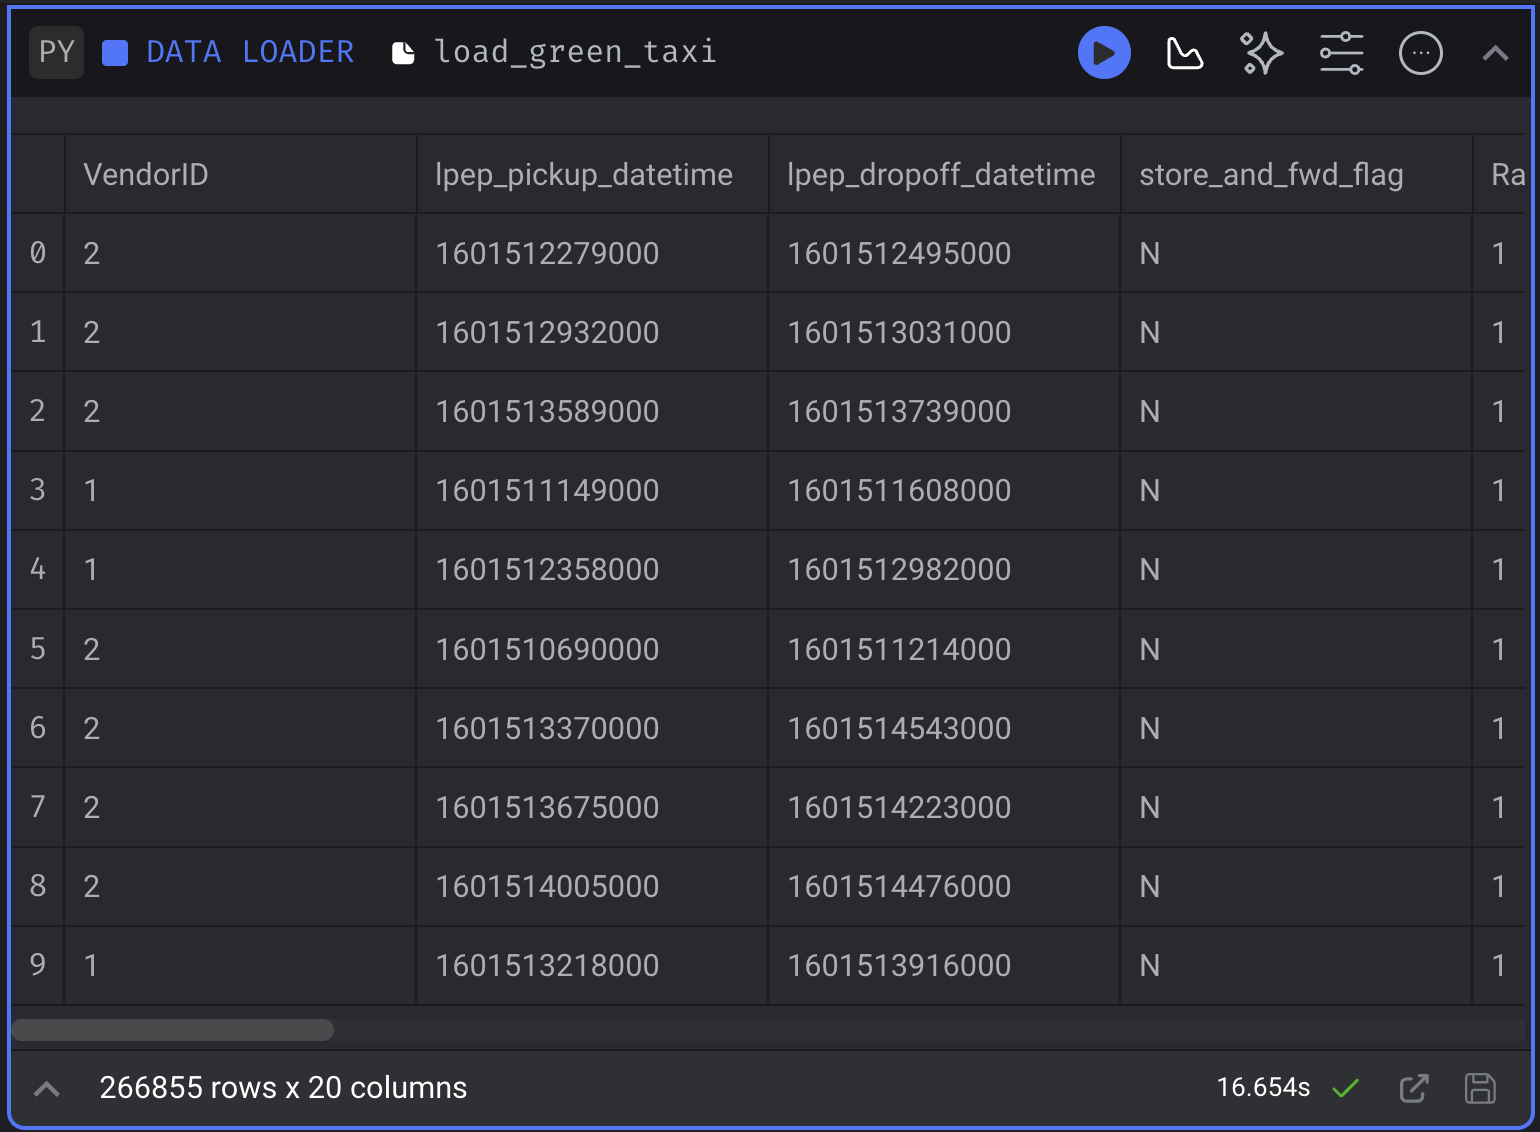 PY DATA LOADER load_green_taxi
VendorID lpep_pickup_datetime lpep_dropoff_datetime store_and_fwd_flag Ra
0 2 1601512279000 1601512495000 N 1
1 2 1601512932000 1601513031000 N 1
2 2 1601513589000 1601513739000 N 1
3 1 1601511149000 1601511608000 N 1
4 1 1601512358000 1601512982000 N 1
5 2 1601510690000 1601511214000 N 1
6 2 1601513370000 1601514543000 N 1
7 2 1601513675000 1601514223000 N 1
8 2 1601514005000 1601514476000 N 1
9 1 1601513218000 1601513916000 N 1
266855 rows x 20 columns 16.654s